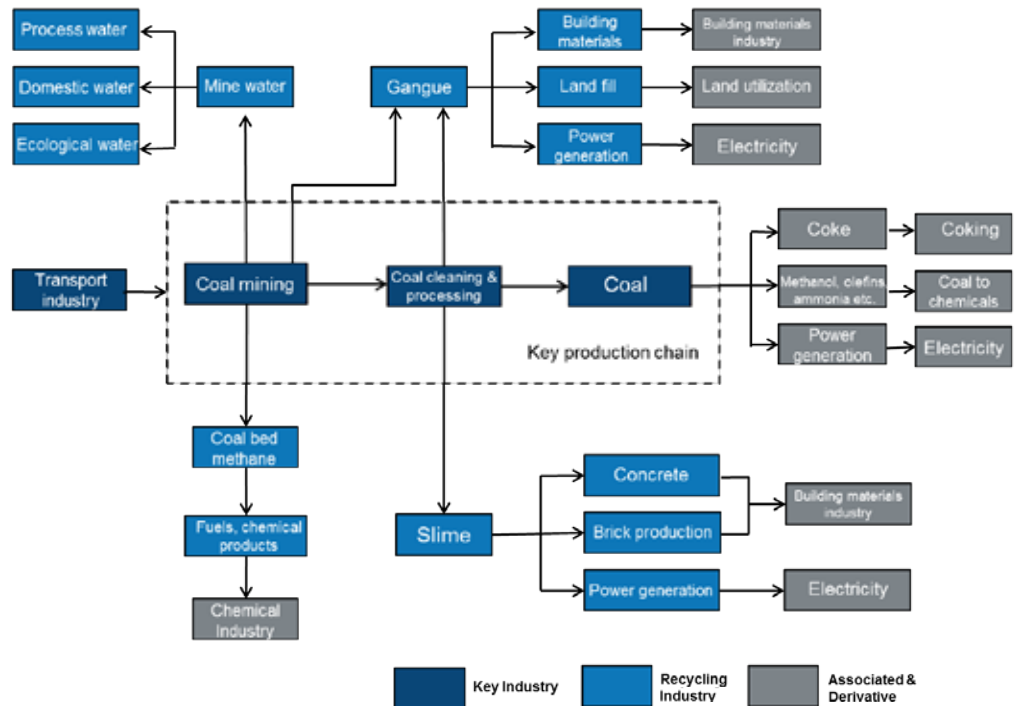 Process water
Domestic water
Ecological water
Mine water
Gangue
Building
materials
Land fill
Power
generation
Building materials
industry
Land utilization
Electricity
Transport
industry
Coal mining
Coal cleaning &
processing
Coal
Key production chain
Coke
Methanol, olefins,
ammonia etc.
Power
generation
Coking
Coal to
chemicals
Electricity
Coal bed
methane
Fuels, chemical
products
Chemical
Industry
Slime
Concrete
Brick production
Power generation
Building materials
industry
Electricity
Key Industry
Recycling
Industry
Associated &
Derivative